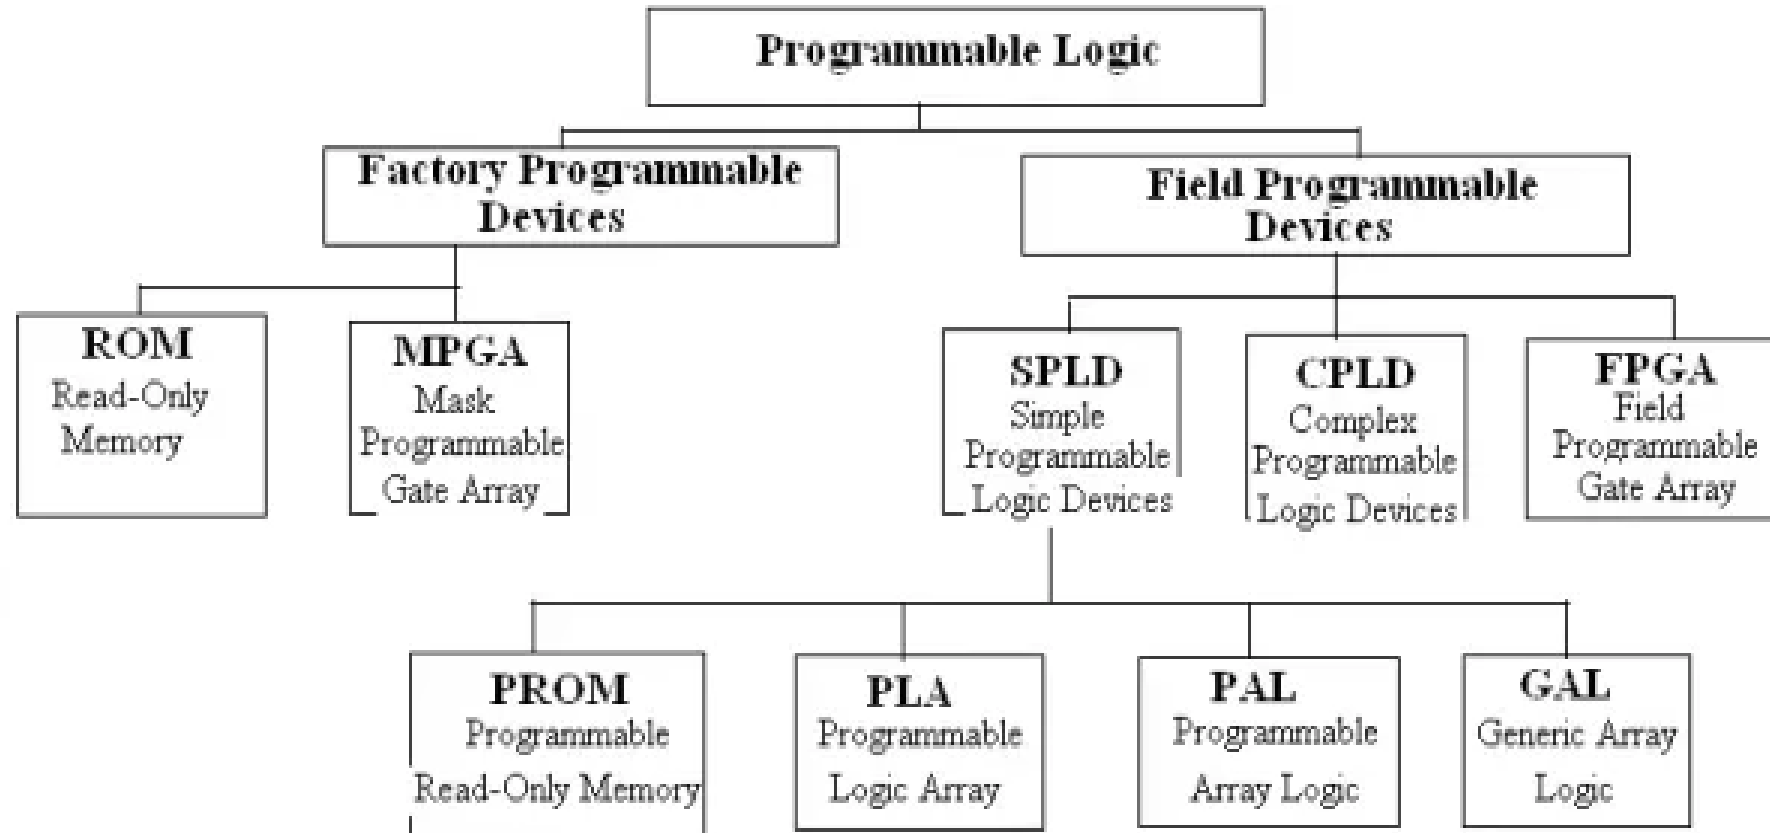 Programmable Logic
Factory Programmable
Devices
Field Programmable
Devices
ROM
Read-Only
Memory
MPGA
Mask
Programmable
Gate Array
SPLD
Simple
Programmable
Logic Devices
CPLD
Complex
Programmable
Logic Devices
FPGA
Field
Programmable
Gate Array
PROM
Programmable
Read-Only Memory
PLA
Programmable
Logic Array
PAL
Programmable
Array Logic
GAL
Generic Array
Logic